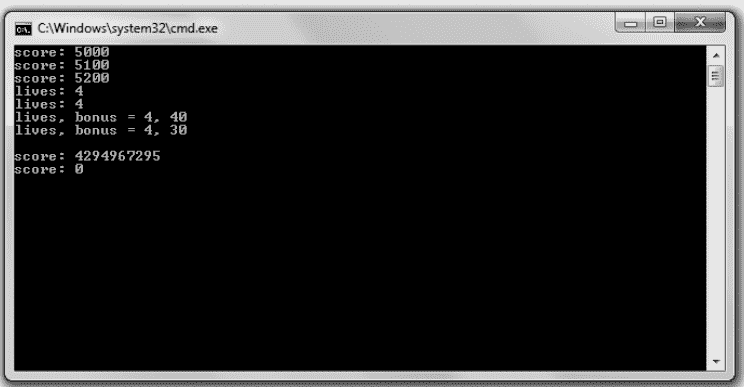 C:\Windows\system32\cmd.exe
score: 5000
score: 5100
score: 5200
lives: 4
lives: 4
lives, bonus = 4, 40
lives, bonus = 4, 30
score: 4294967295
score: 0